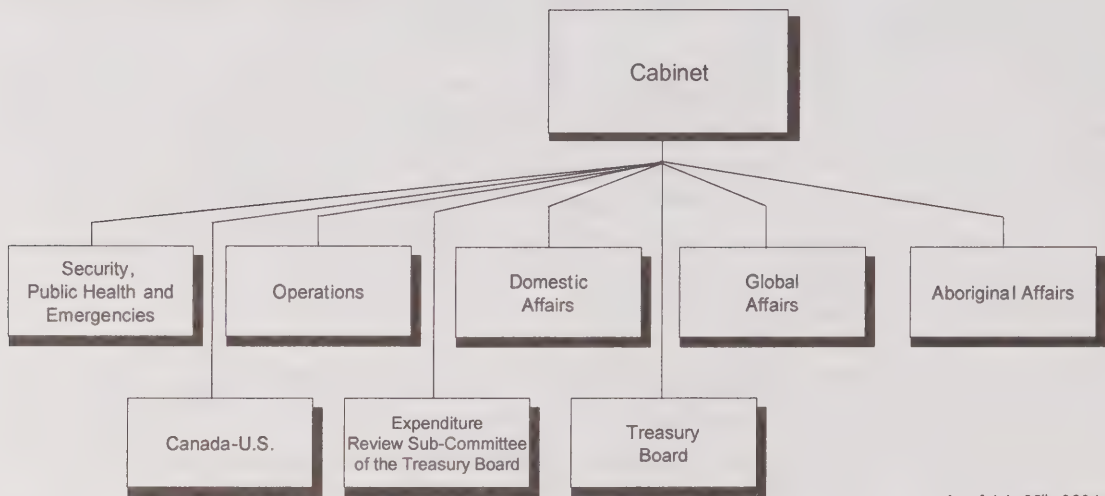 Cabinet
Security,
Public Health and
Emergencies
Operations
Domestic
Affairs
Global
Affairs
Aboriginal Affairs
Canada-U.S.
Expenditure
Review Sub-Committee
of the Treasury Board
Treasury
Board